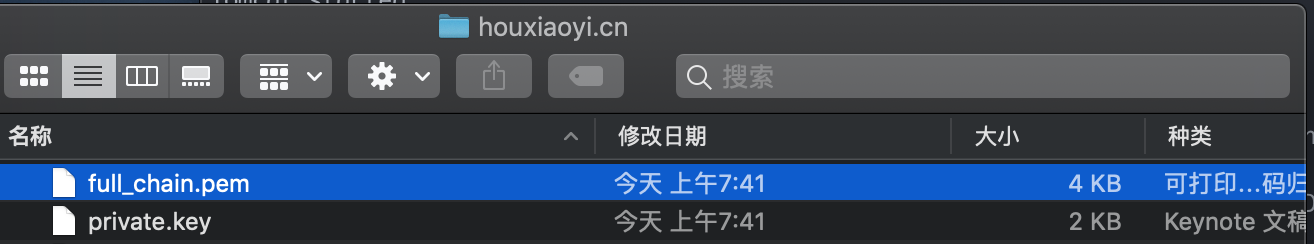 houxiaoyi.cn
搜索
名称 修改日期 大小 种类
full_chain.pem 今天 上午7:41 4 KB 可打印...码归
private.key 今天 上午7:41 2 KB Keynote 文稿